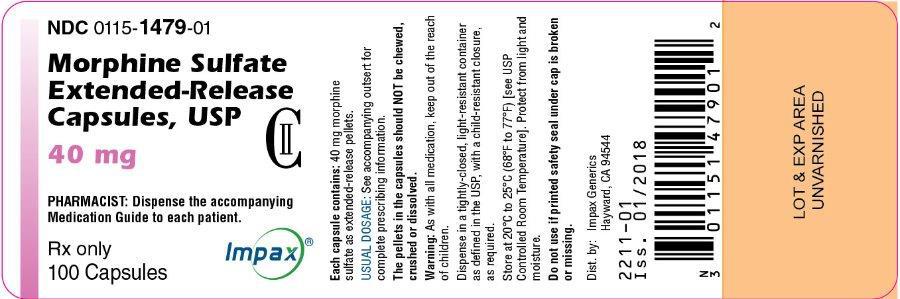 NDC 0115-1479-01
Morphine Sulfate
Extended-Release
Capsules, USP
CII
40 mg
PHARMACIST: Dispense the accompanying
Medication Guide to each patient.
Rx only
100 Capsules
Impax®
Each capsule contains: 40 mg morphine
sulfate as extended-release pellets.
USUAL DOSAGE: See accompanying outsert for
complete prescribing information.
The pellets in the capsules should NOT be chewed,
crushed or dissolved.
Warning: As with all medication, keep out of the reach
of children.
Dispense in a tightly-closed, light-resistant container
as defined in the USP, with a child-resistant closure,
as required.
Store at 20°C to 25°C (68°F to 77°F) [see USP
Controlled Room Temperature]. Protect from light and
moisture.
Do not use if printed safety seal under cap is broken
or missing.
Dist. by: Impax Generics
Hayward, CA 94544
2211-01
Iss. 01/2018
N 3 0115147901 2
LOT & EXP AREA
UNVARNISHED